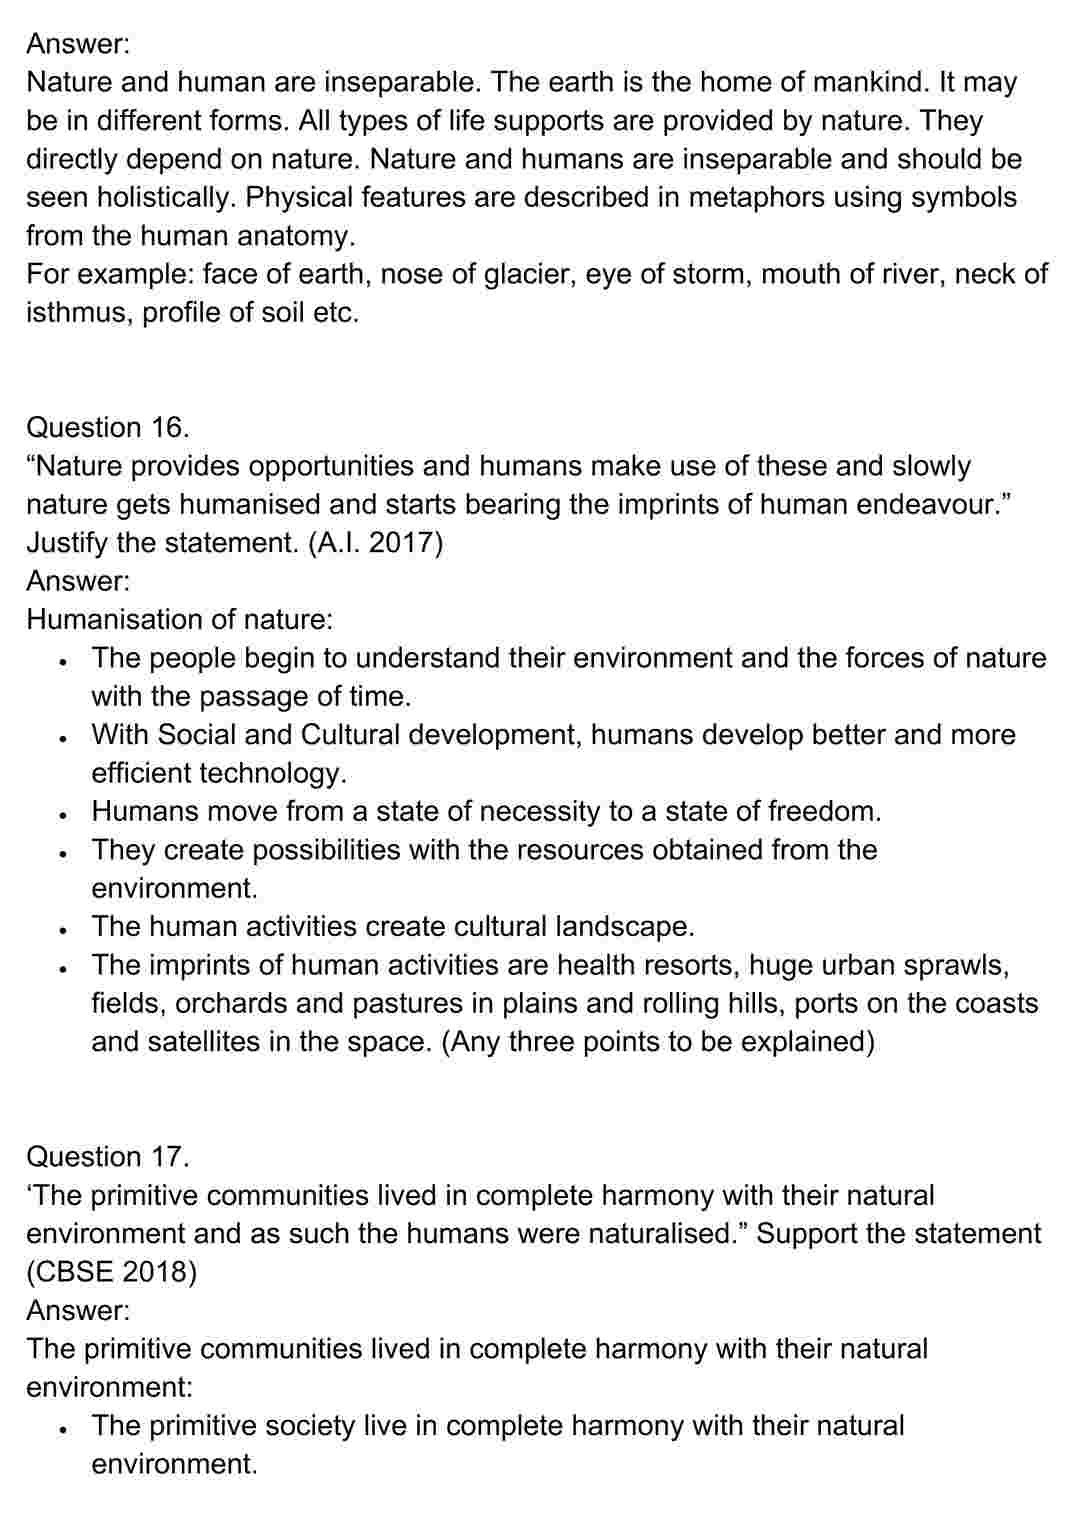 Answer:
Nature and human are inseparable. The earth is the home of mankind. It may
be in different forms. All types of life supports are provided by nature. They
directly depend on nature. Nature and humans are inseparable and should be
seen holistically. Physical features are described in metaphors using symbols
from the human anatomy.
For example: face of earth, nose of glacier, eye of storm, mouth of river, neck of
isthmus, profile of soil etc.
Question 16.
“Nature provides opportunities and humans make use of these and slowly
nature gets humanised and starts bearing the imprints of human endeavour.”
Justify the statement. (A.I. 2017)
Answer:
Humanisation of nature:
• The people begin to understand their environment and the forces of nature
with the passage of time.
• With Social and Cultural development, humans develop better and more
efficient technology.
• Humans move from a state of necessity to a state of freedom.
• They create possibilities with the resources obtained from the
environment.
• The human activities create cultural landscape.
• The imprints of human activities are health resorts, huge urban sprawls,
fields, orchards and pastures in plains and rolling hills, ports on the coasts
and satellites in the space. (Any three points to be explained)
Question 17.
‘The primitive communities lived in complete harmony with their natural
environment and as such the humans were naturalised.” Support the statement
(CBSE 2018)
Answer:
The primitive communities lived in complete harmony with their natural
environment:
• The primitive society live in complete harmony with their natural
environment.